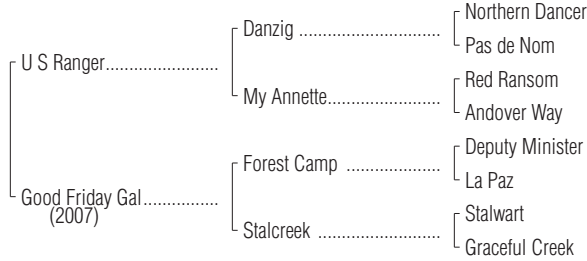 Northern Dancer
Danzig ..............................
Pas de Nom
U S Ranger........................
Red Ransom
My Annette........................
Andover Way
Deputy Minister
Forest Camp ....................
La Paz
Good Friday Gal................
(2007)
Stalwart
Stalcreek ..........................
Graceful Creek